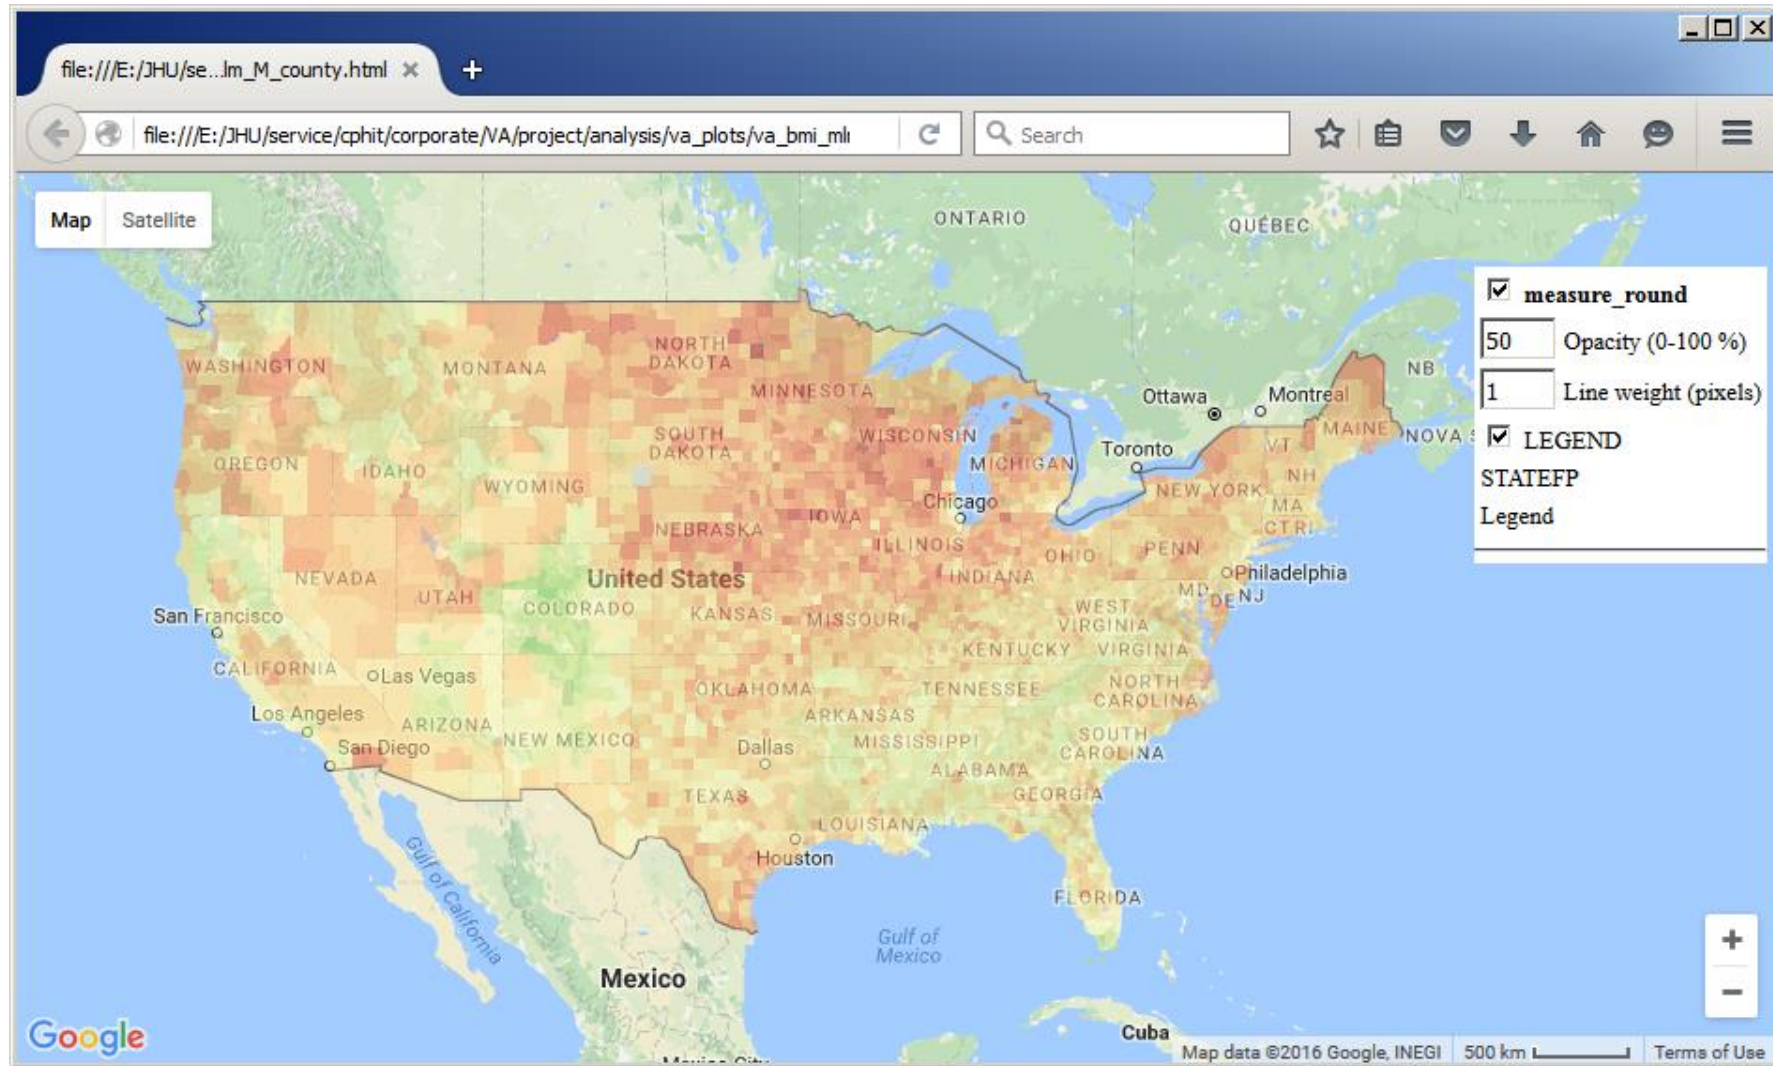 file:///E:/JHU/se...lm_M_county.html
file:///E:/JHU/service/cphit/corporate/VA/project/analysis/va_plots/va_bmi_ml
Search
Map Satellite
ONTARIO
QUÉBEC
measure_round
50 Opacity (0-100 %)
1 Line weight (pixels)
LEGEND
STATEFP
Legend
NB
NOVA
Ottawa
Montreal
Toronto
MAINE
VT
NH
MA
CT RI
NEW YORK
PENN
Philadelphia
MD
DE NJ
WASHINGTON
MONTANA
NORTH
DAKOTA
MINNESOTA
OREGON
IDAHO
WYOMING
SOUTH
DAKOTA
WISCONSIN
MICHIGAN
Chicago
NEBRASKA
IOWA
ILLINOIS
INDIANA
OHIO
NEVADA
UTAH
COLORADO
United States
KANSAS
MISSOURI
WEST
VIRGINIA
KENTUCKY
VIRGINIA
San Francisco
CALIFORNIA
Las Vegas
Los Angeles
San Diego
ARIZONA
NEW MEXICO
OKLAHOMA
ARKANSAS
TENNESSEE
NORTH
CAROLINA
SOUTH
CAROLINA
Dallas
MISSISSIPPI
ALABAMA
GEORGIA
TEXAS
LOUISIANA
Houston
FLORIDA
Gulf of California
Gulf of
Mexico
Mexico
Cuba
Google
Map data ©2016 Google, INEGI 500 km Terms of Use